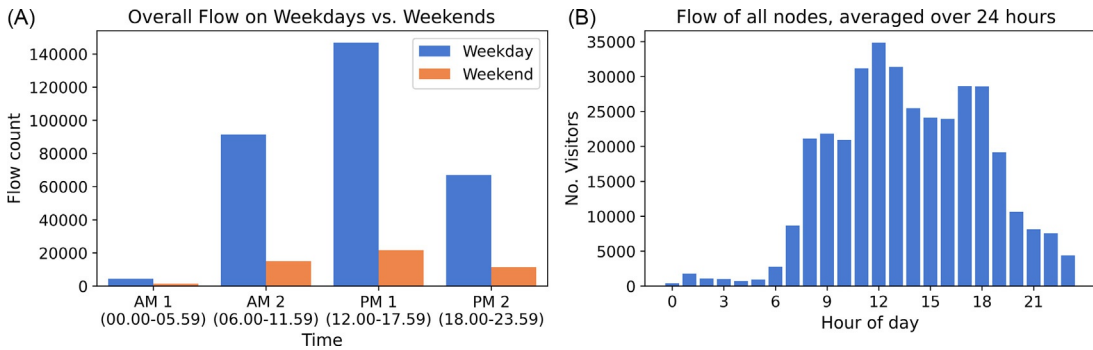 (A)
Overall Flow on Weekdays vs. Weekends
Flow count
140000
120000
100000
80000
60000
40000
20000
0
Weekday
Weekend
AM 1 AM 2 PM 1 PM 2
(00.00-05.59) (06.00-11.59) (12.00-17.59) (18.00-23.59)
Time
(B)
Flow of all nodes, averaged over 24 hours
No. Visitors
35000
30000
25000
20000
15000
10000
5000
0
0 3 6 9 12 15 18 21
Hour of day